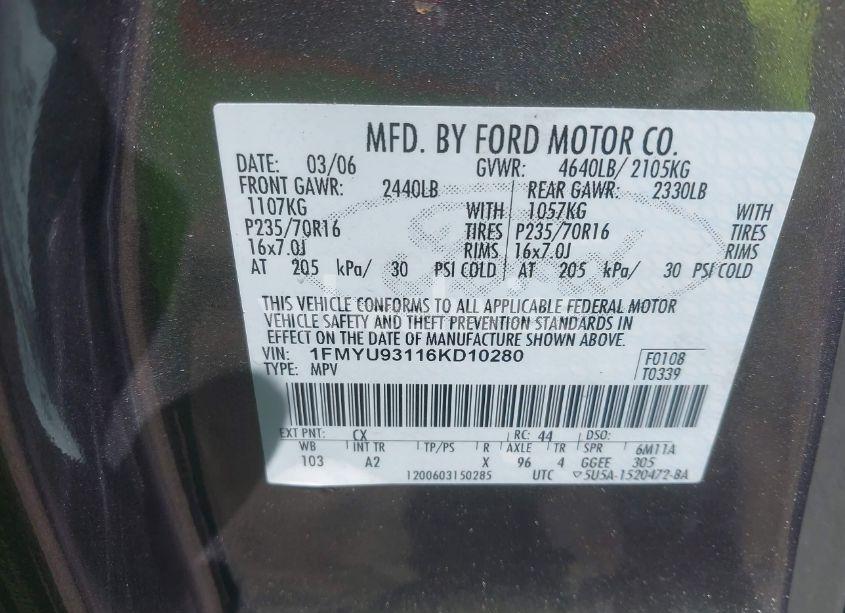 MFD. BY FORD MOTOR CO.
DATE: 03/06 GVWR: 4640LB/ 2105KG
FRONT GAWR: 2440LB REAR GAWR: 2330LB
1107KG WITH 1057KG WITH
P235/70R16 TIRES P235/70R16 TIRES
16x7.0J RIMS 16x7.0J RIMS
AT 205 kPa/ 30 PSI COLD AT 205 kPa/ 30 PSI COLD
THIS VEHICLE CONFORMS TO ALL APPLICABLE FEDERAL MOTOR
VEHICLE SAFETY AND THEFT PREVENTION STANDARDS IN
EFFECT ON THE DATE OF MANUFACTURE SHOWN ABOVE.
VIN: 1FMYU93116KD10280 F0108
TYPE: MPV T0339
EXT PNT: CX RC: 44 DSO:
WB INT TR TP/PS R AXLE TR SPR 6M11A
103 A2 X 96 4 GGEE 305
1200603150285 UTC ▽5U5A-1520472-BA